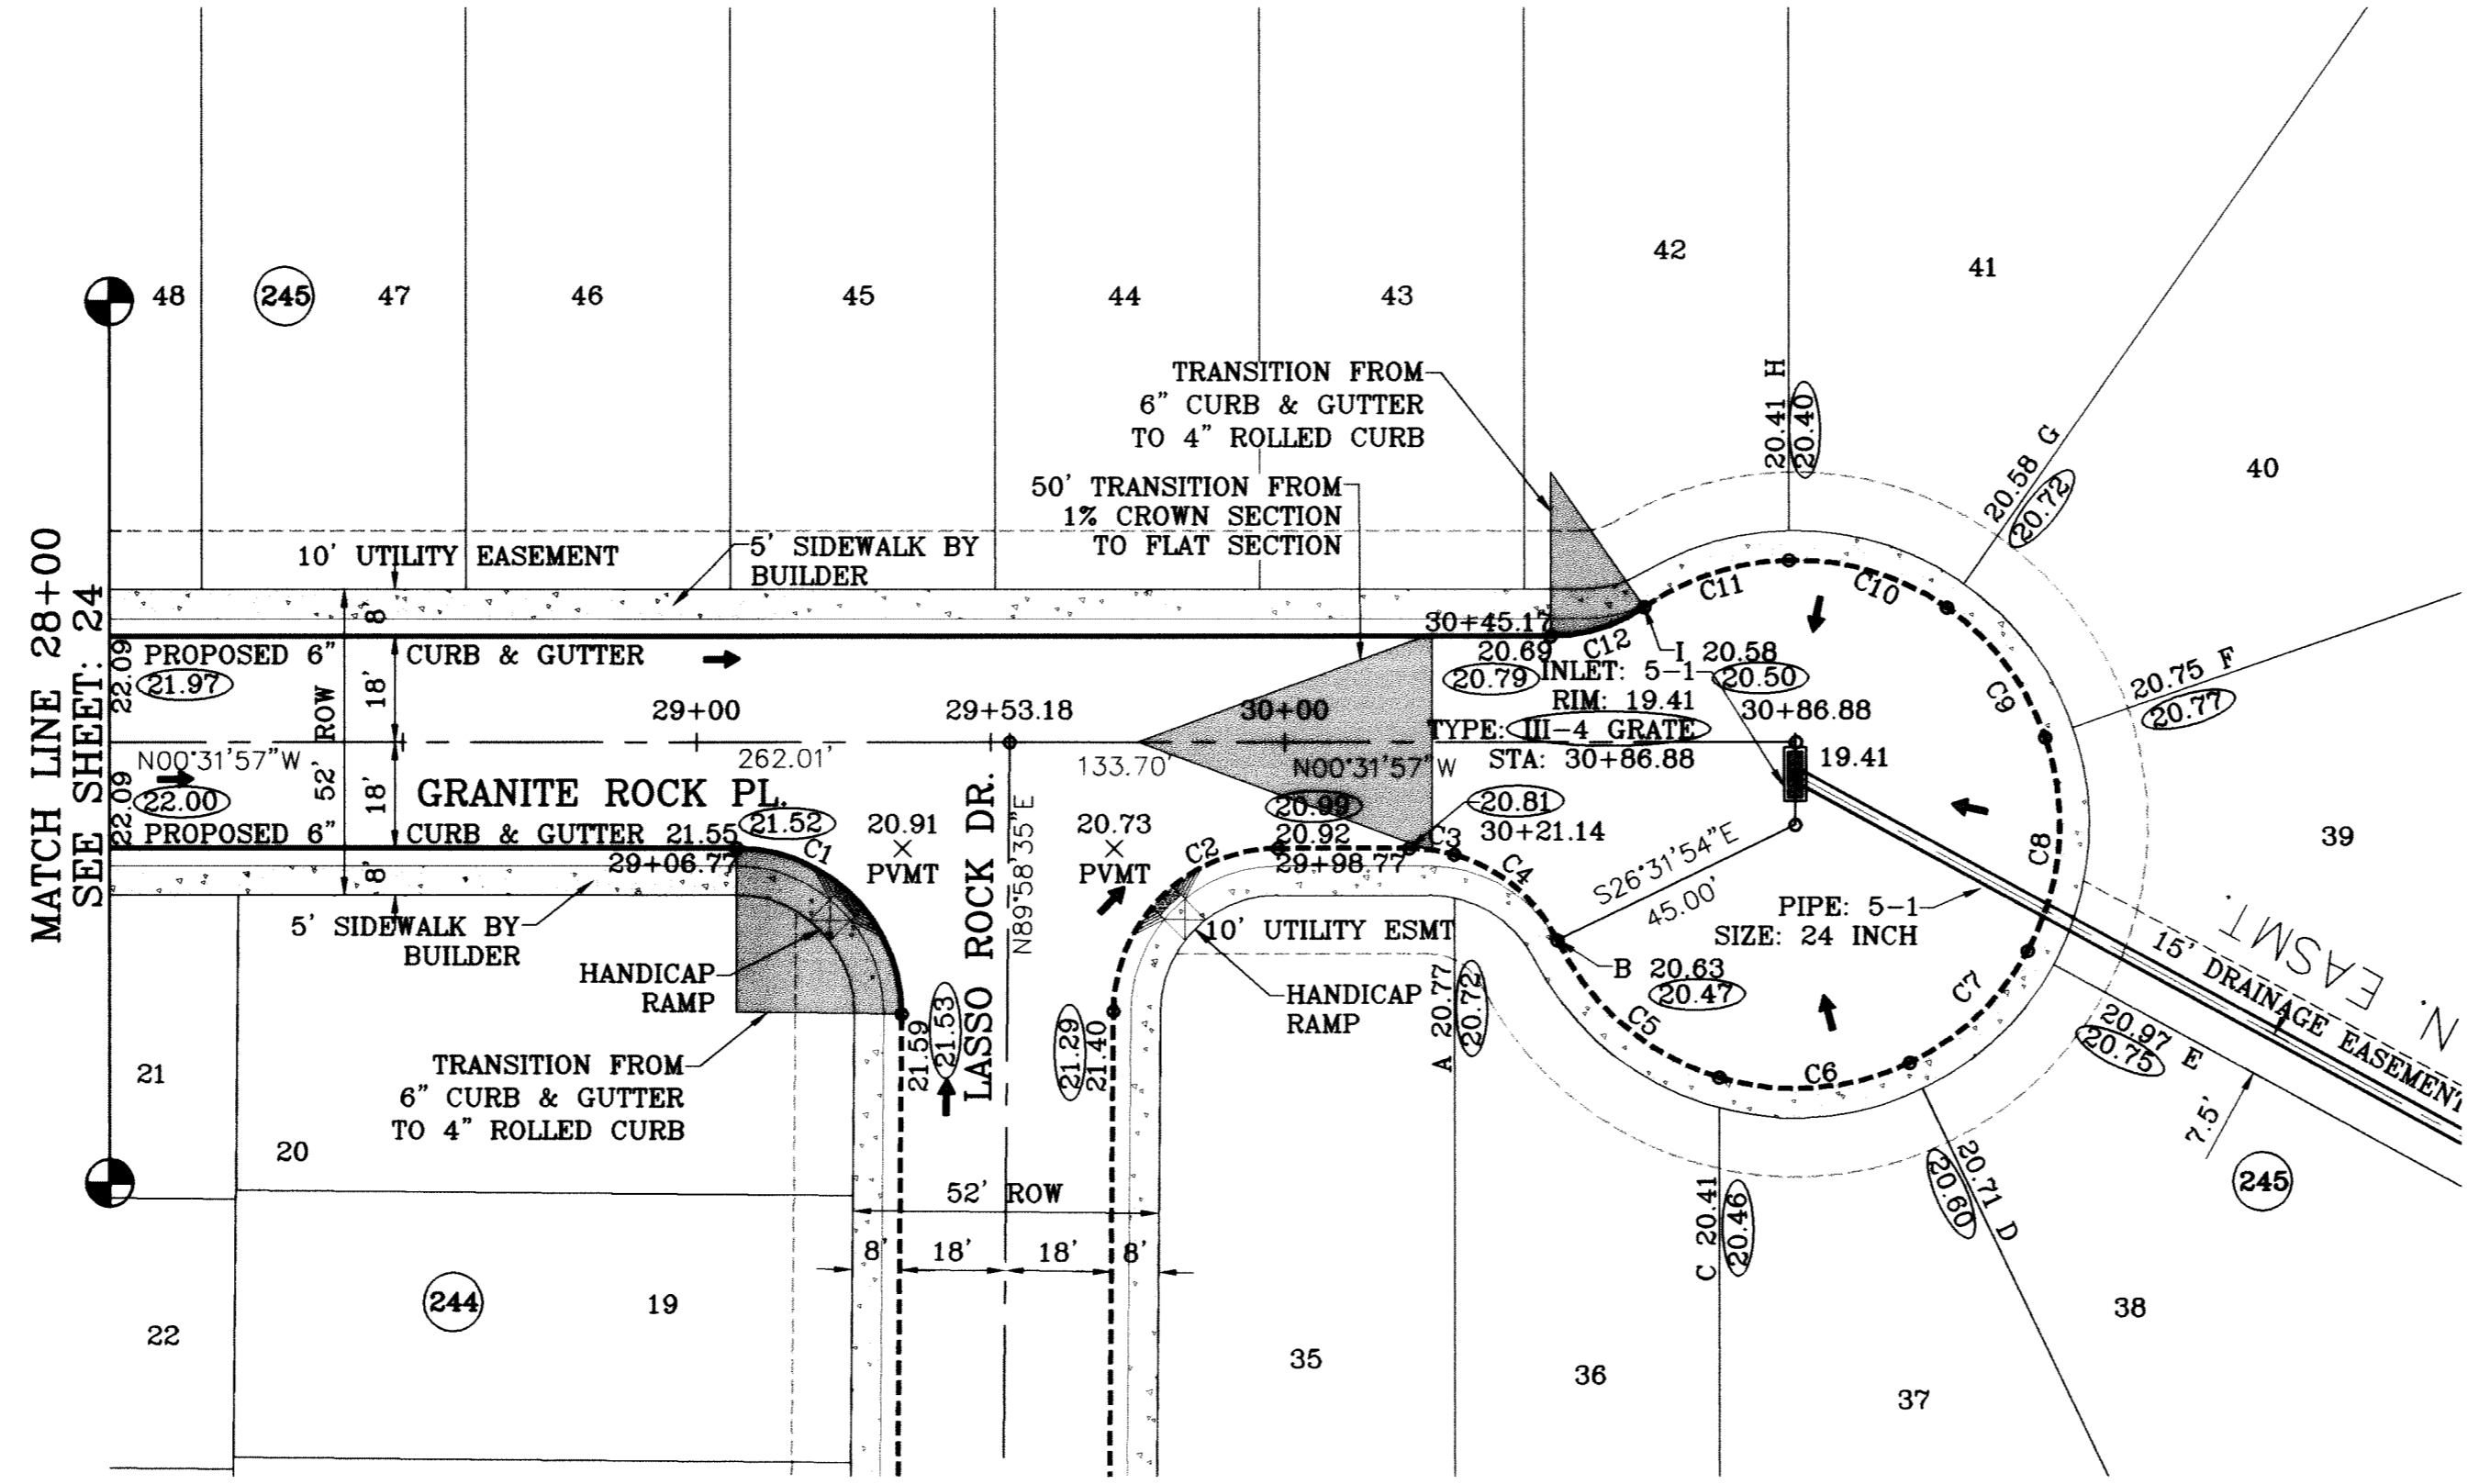 MATCH LINE 28+00
SEE SHEET: 24
48
245
47
46
45
44
43
42
41
40
39
38
37
36
35
19
20
21
22
244
245
TRANSITION FROM
6" CURB & GUTTER
TO 4" ROLLED CURB
50' TRANSITION FROM
1% CROWN SECTION
TO FLAT SECTION
10' UTILITY EASEMENT
5' SIDEWALK BY
BUILDER
8'
18'
ROW
52'
18'
8'
22.09
21.97
PROPOSED 6" CURB & GUTTER
N00°31'57"W
22.09
22.00
PROPOSED 6" CURB & GUTTER 21.55
21.52
29+06.77
GRANITE ROCK PL.
29+00
262.01'
29+53.18
133.70'
30+00
N00°31'57"W
30+45.17
20.69
20.79
INLET: 5-1
RIM: 19.41
TYPE: III-4 GRATE
STA: 30+86.88
I 20.58
20.50
30+86.88
19.41
20.91
PVMT
20.73
PVMT
20.99
20.92
29+98.77
20.81
30+21.14
C1
C2
C3
C4
C5
C6
C7
C8
C9
C10
C11
C12
20.41 H
20.40
20.58 G
20.72
20.75 F
20.77
20.97 E
20.75
20.71 D
20.60
C 20.41
20.46
B 20.63
20.47
A 20.77
20.72
S26°31'54"E
45.00'
PIPE: 5-1
SIZE: 24 INCH
15' DRAINAGE EASEMENT
N. EASMT.
7.5'
5' SIDEWALK BY
BUILDER
HANDICAP
RAMP
TRANSITION FROM
6" CURB & GUTTER
TO 4" ROLLED CURB
21.59
21.53
LASSO ROCK DR.
N89°58'35"E
21.29
21.40
10' UTILITY ESMT
HANDICAP
RAMP
52' ROW
8'
18'
18'
8'